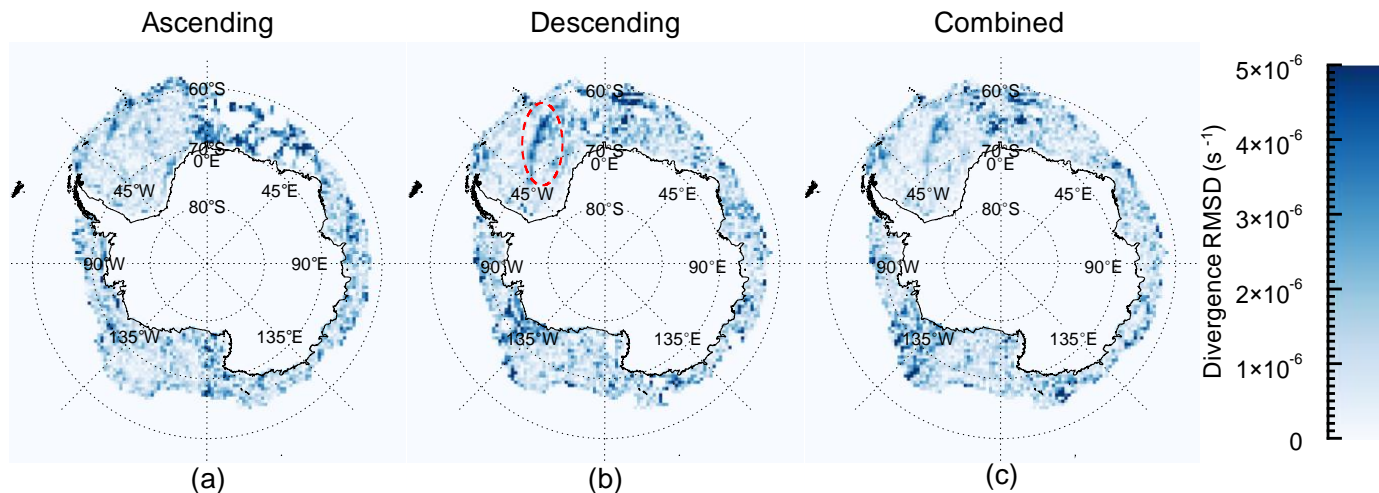 Ascending Descending Combined
60°S 60°S 60°S
70°S 70°S 70°S
0°E 0°E 0°E
45°W 45°E 45°W 45°E 45°W 45°E
80°S 80°S 80°S
90°W 90°E 90°W 90°E 90°W 90°E
135°W 135°E 135°W 135°E 135°W 135°E
(a) (b) (c)
Divergence RMSD (s⁻¹)
5×10⁻⁶
4×10⁻⁶
3×10⁻⁶
2×10⁻⁶
1×10⁻⁶
0